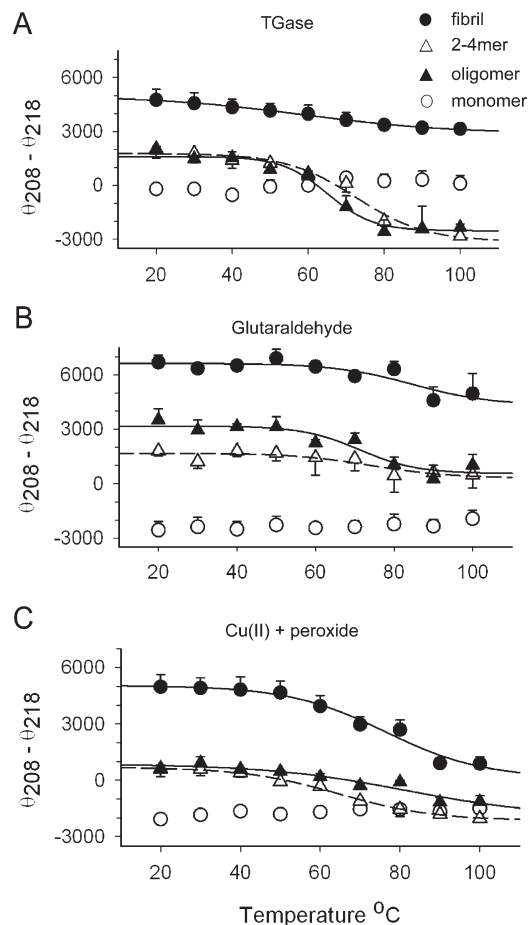 A
TGase
fibril
2-4mer
oligomer
monomer
θ208 - θ218
6000
3000
0
-3000
20 40 60 80 100
B
Glutaraldehyde
θ208 - θ218
6000
3000
0
-3000
20 40 60 80 100
C
Cu(II) + peroxide
θ208 - θ218
6000
3000
0
-3000
20 40 60 80 100
Temperature ºC